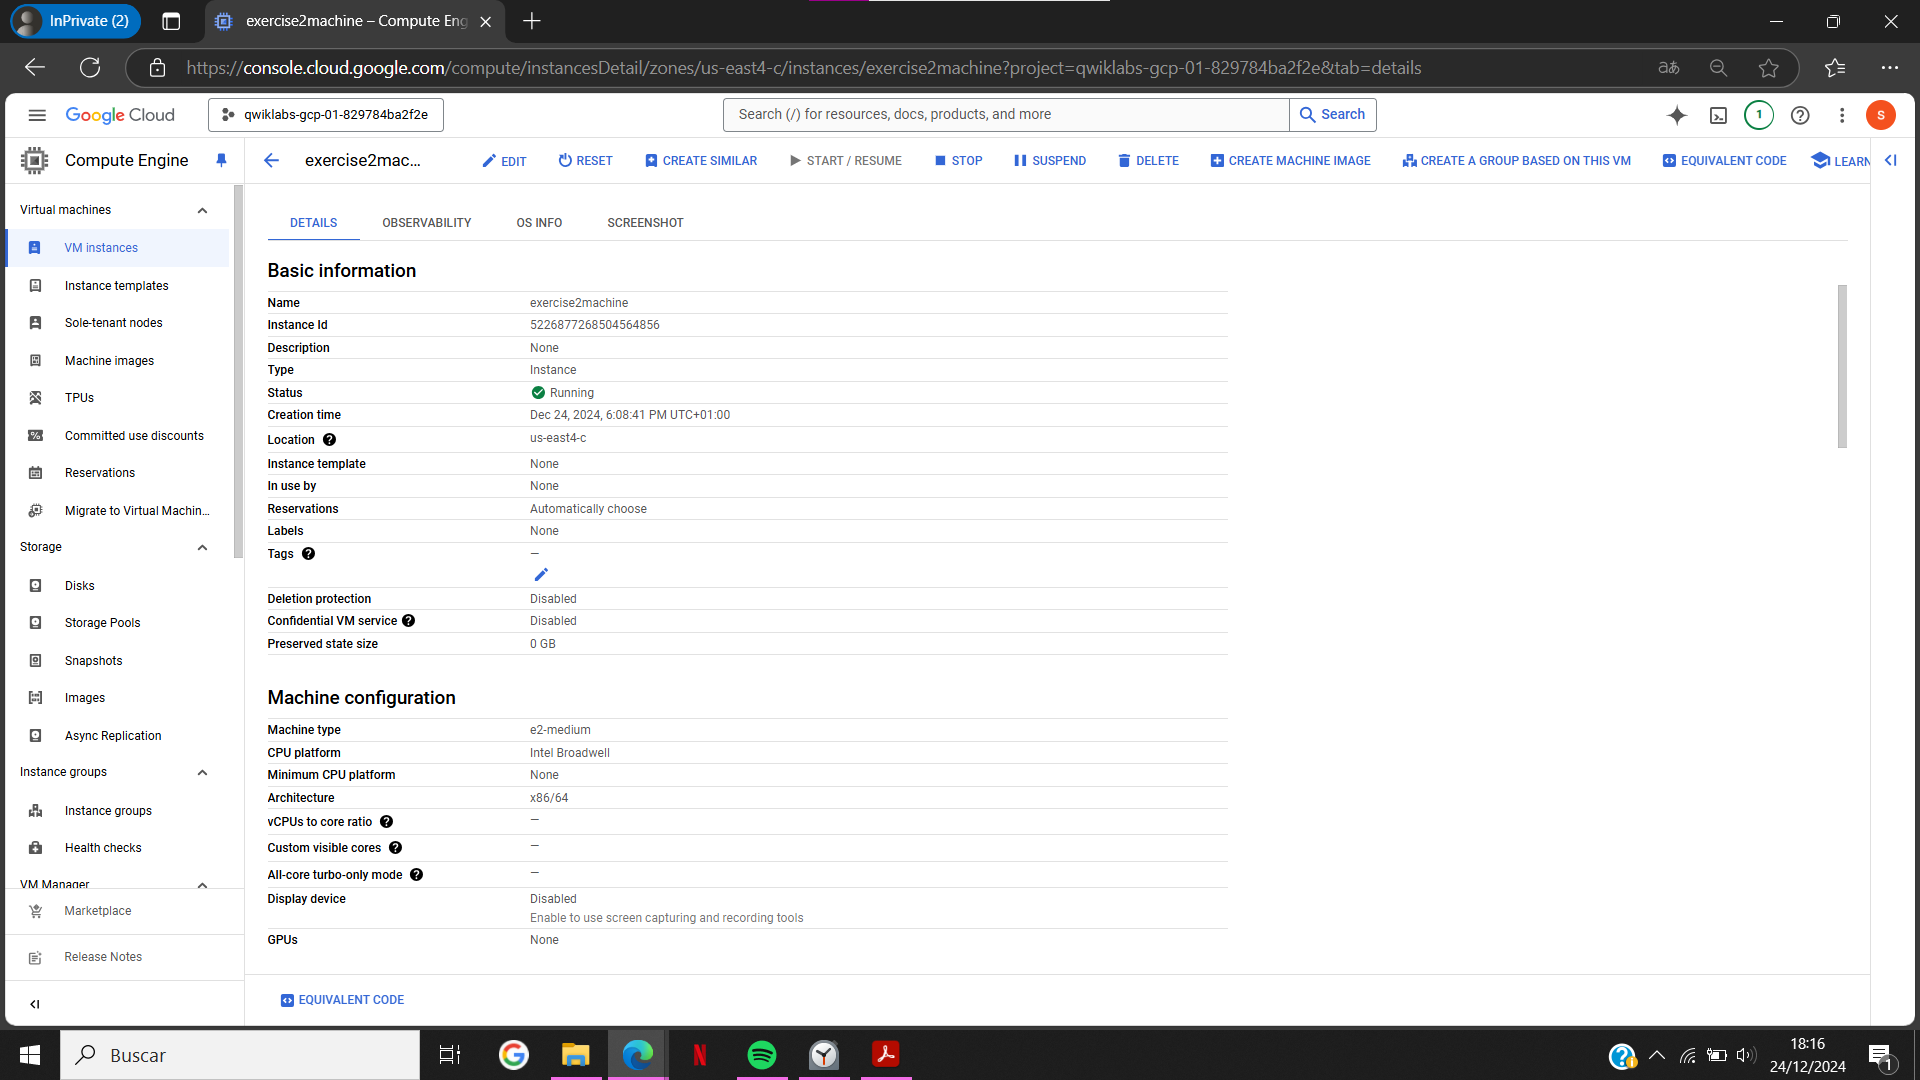 InPrivate (2)
exercise2machine – Compute Eng
https://console.cloud.google.com/compute/instancesDetail/zones/us-east4-c/instances/exercise2machine?project=qwiklabs-gcp-01-829784ba2f2e&tab=details
Google Cloud
qwiklabs-gcp-01-829784ba2f2e
Search (/) for resources, docs, products, and more
Search
1
S
Compute Engine
exercise2mac...
EDIT
RESET
CREATE SIMILAR
START / RESUME
STOP
SUSPEND
DELETE
CREATE MACHINE IMAGE
CREATE A GROUP BASED ON THIS VM
EQUIVALENT CODE
LEARN
Virtual machines
VM instances
Instance templates
Sole-tenant nodes
Machine images
TPUs
Committed use discounts
Reservations
Migrate to Virtual Machin...
Storage
Disks
Storage Pools
Snapshots
Images
Async Replication
Instance groups
Instance groups
Health checks
VM Manager
Marketplace
Release Notes
DETAILS
OBSERVABILITY
OS INFO
SCREENSHOT
Basic information
Name exercise2machine
Instance Id 5226877268504564856
Description None
Type Instance
Status Running
Creation time Dec 24, 2024, 6:08:41 PM UTC+01:00
Location us-east4-c
Instance template None
In use by None
Reservations Automatically choose
Labels None
Tags —
Deletion protection Disabled
Confidential VM service Disabled
Preserved state size 0 GB
Machine configuration
Machine type e2-medium
CPU platform Intel Broadwell
Minimum CPU platform None
Architecture x86/64
vCPUs to core ratio —
Custom visible cores —
All-core turbo-only mode —
Display device Disabled
Enable to use screen capturing and recording tools
GPUs None
EQUIVALENT CODE
Buscar
18:16
24/12/2024
1